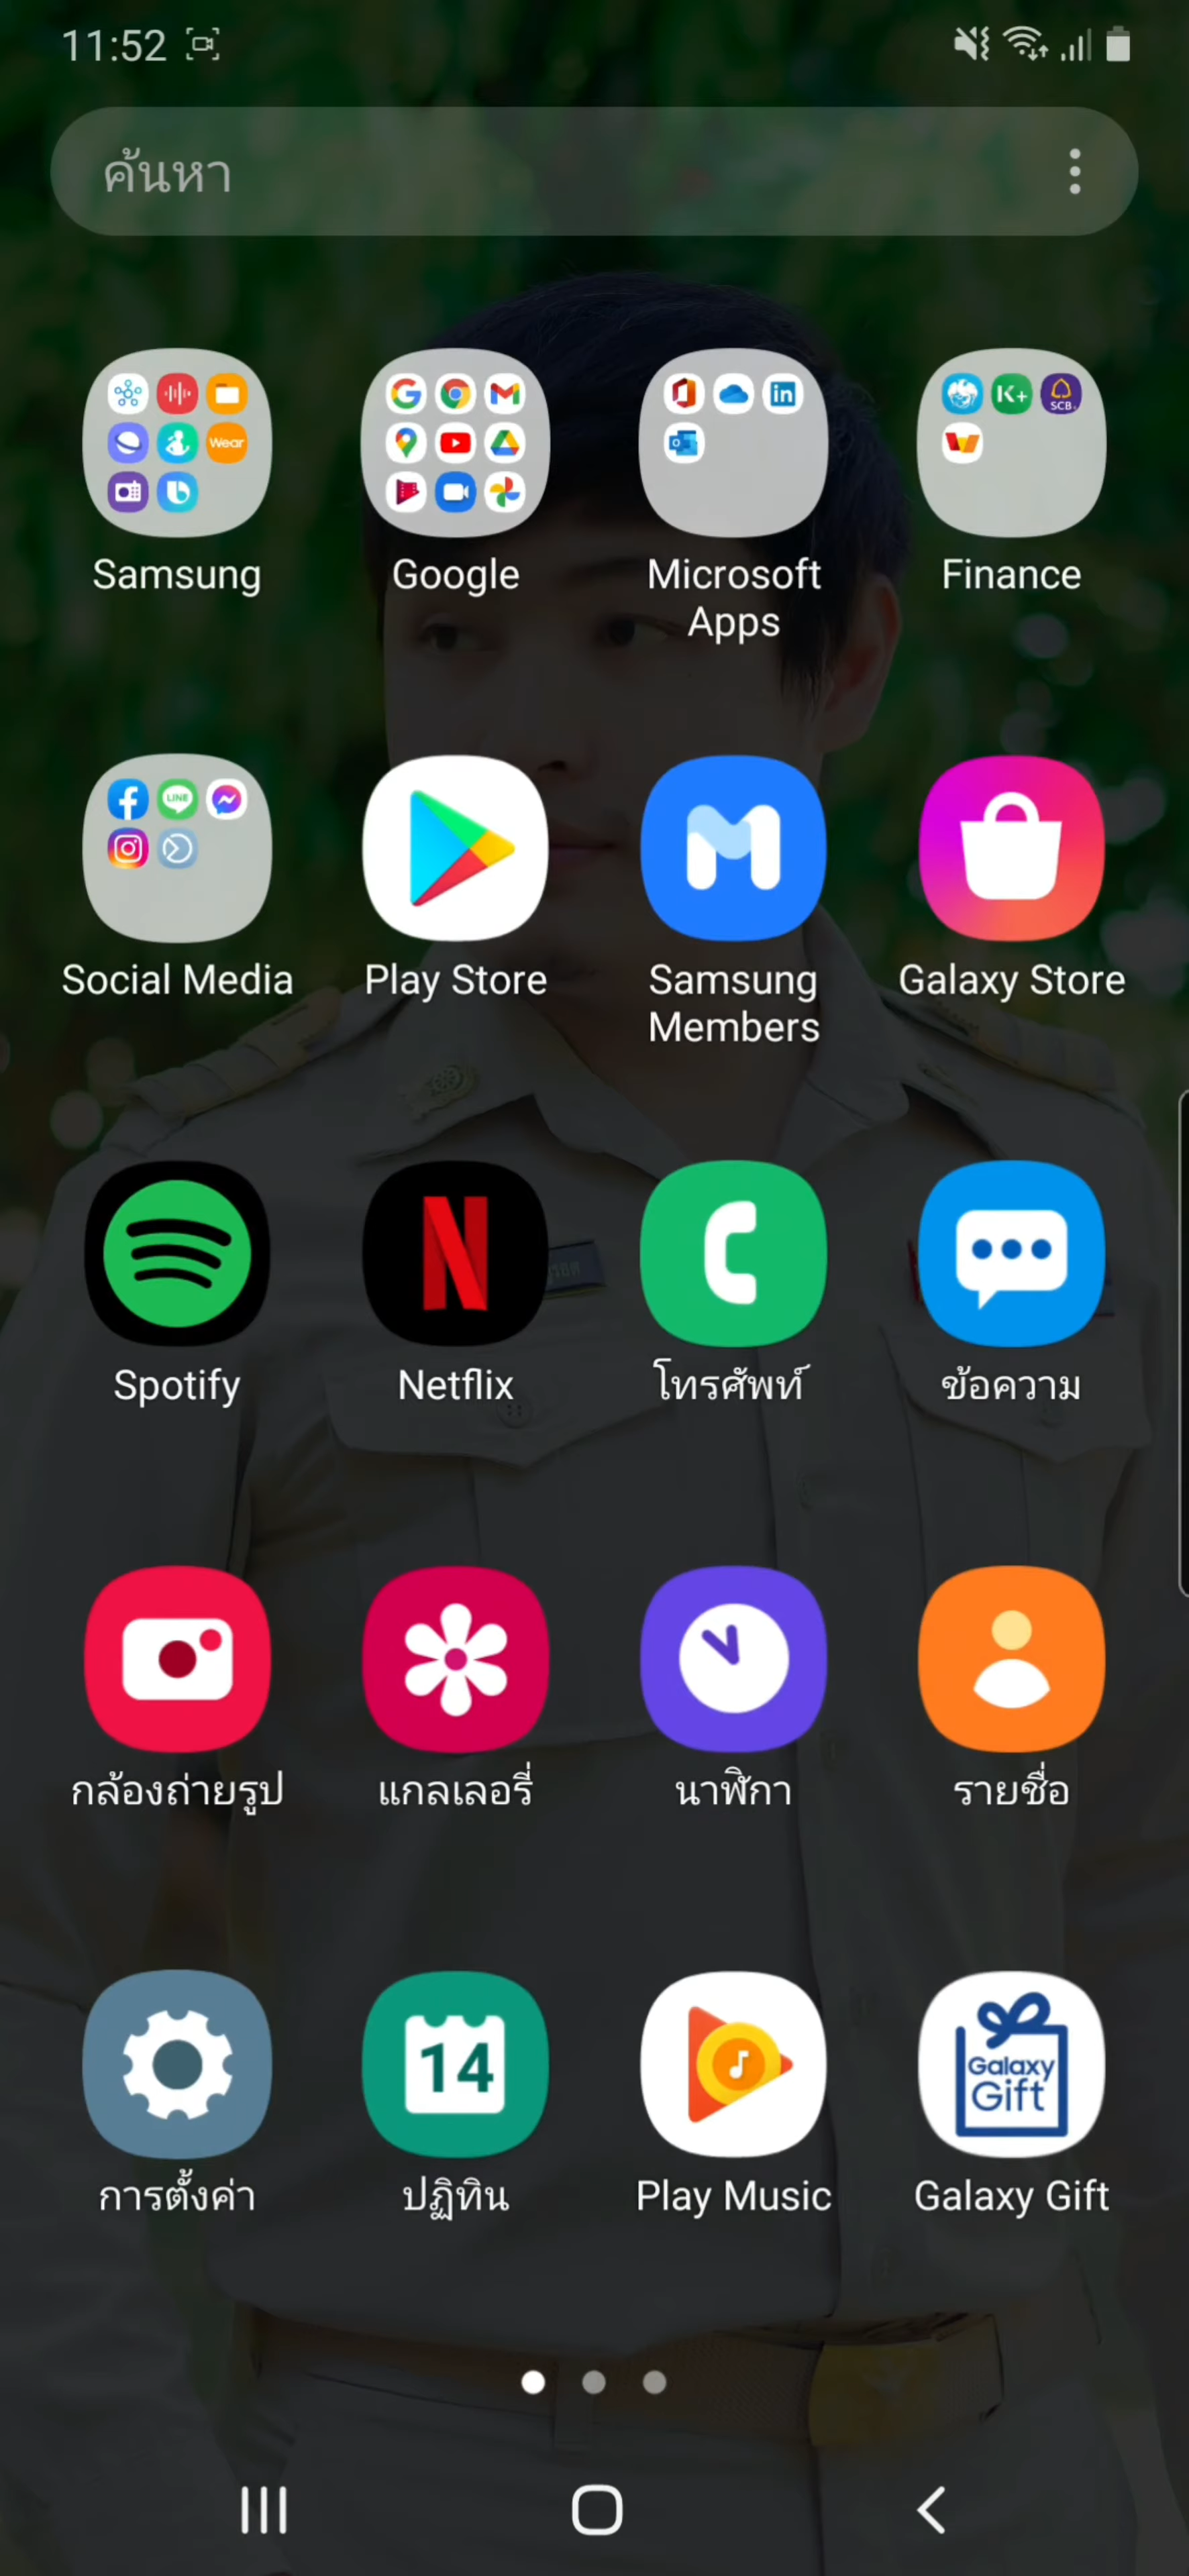 11:52
ค้นหา
Wear
K+
SCB
Samsung
Google
Microsoft
Apps
Finance
LINE
Social Media
Play Store
Samsung
Members
Galaxy Store
Spotify
Netflix
โทรศัพท์
ข้อความ
กล้องถ่ายรูป
แกลเลอรี่
นาฬิกา
รายชื่อ
14
Galaxy
Gift
การตั้งค่า
ปฏิทิน
Play Music
Galaxy Gift